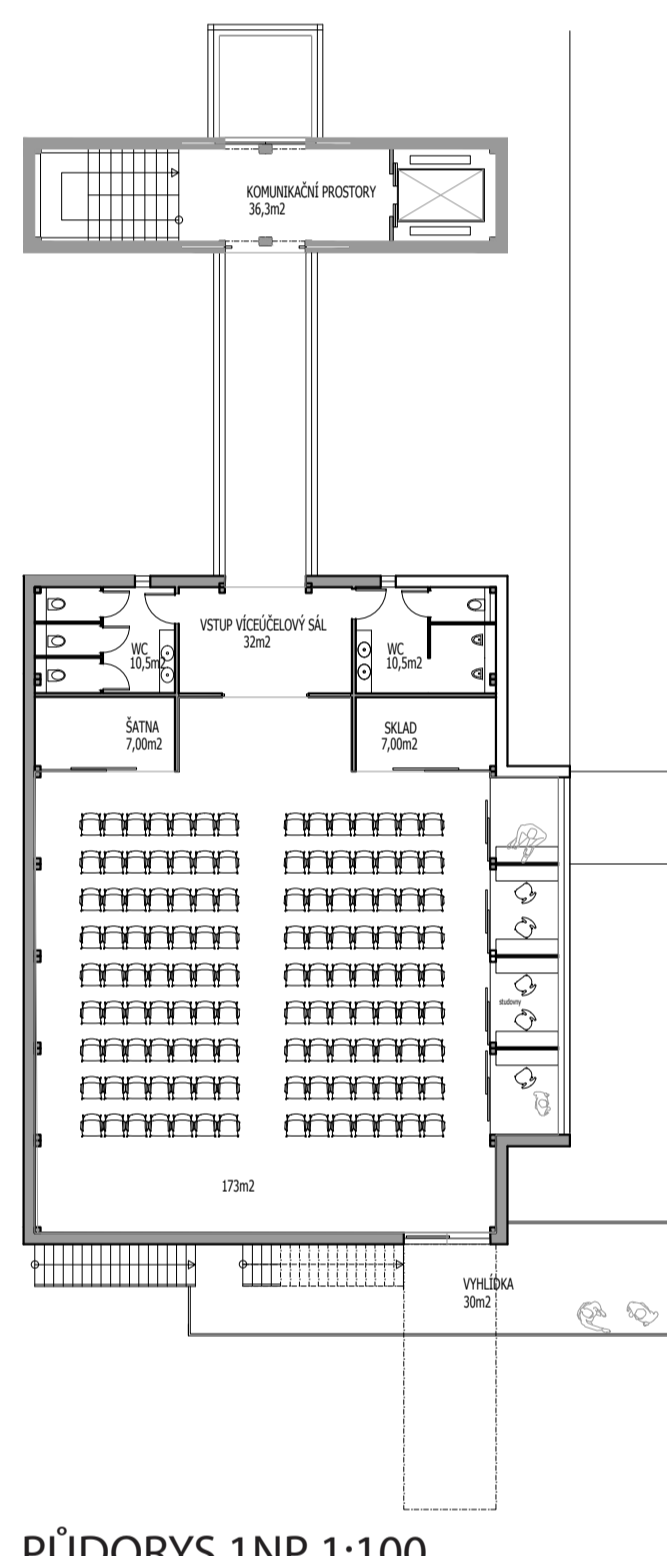 KOMUNIKAČNÍ PROSTORY
36,3m2
VSTUP VÍCEÚČELOVÝ SÁL
32m2
WC
10,5m2
WC
10,5m2
ŠATNA
7,00m2
SKLAD
7,00m2
studovny
173m2
VYHLÍDKA
30m2
PŮDORYS 1NP 1:100